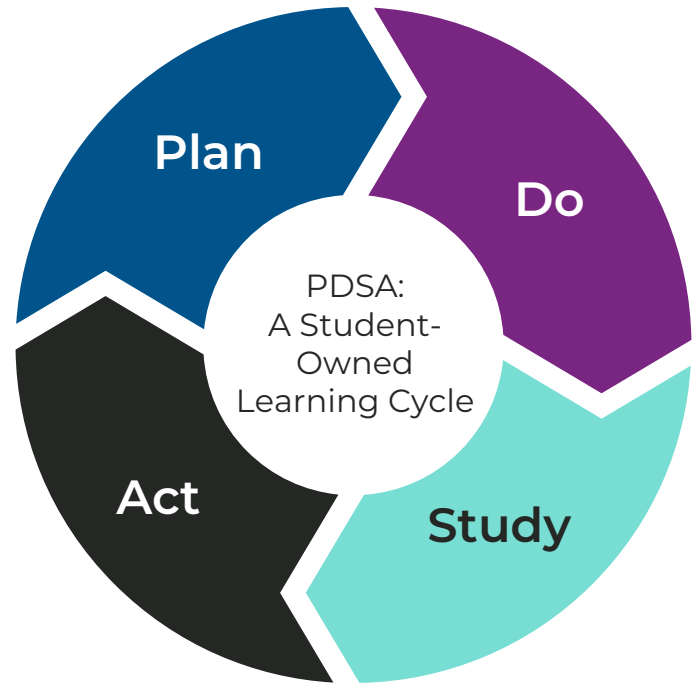 Plan
Do
PDSA:
A Student-
Owned
Learning Cycle
Act
Study